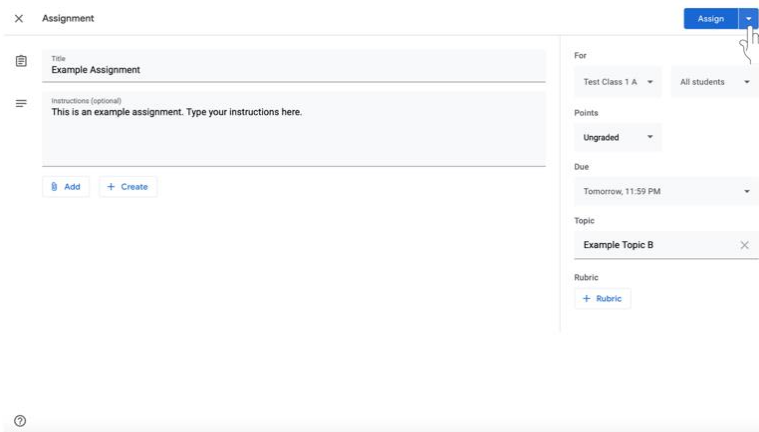 Assignment
Assign
Title
Example Assignment
Instructions (optional)
This is an example assignment. Type your instructions here.
Add
+ Create
For
Test Class 1 A
All students
Points
Ungraded
Due
Tomorrow, 11:59 PM
Topic
Example Topic B
Rubric
+ Rubric